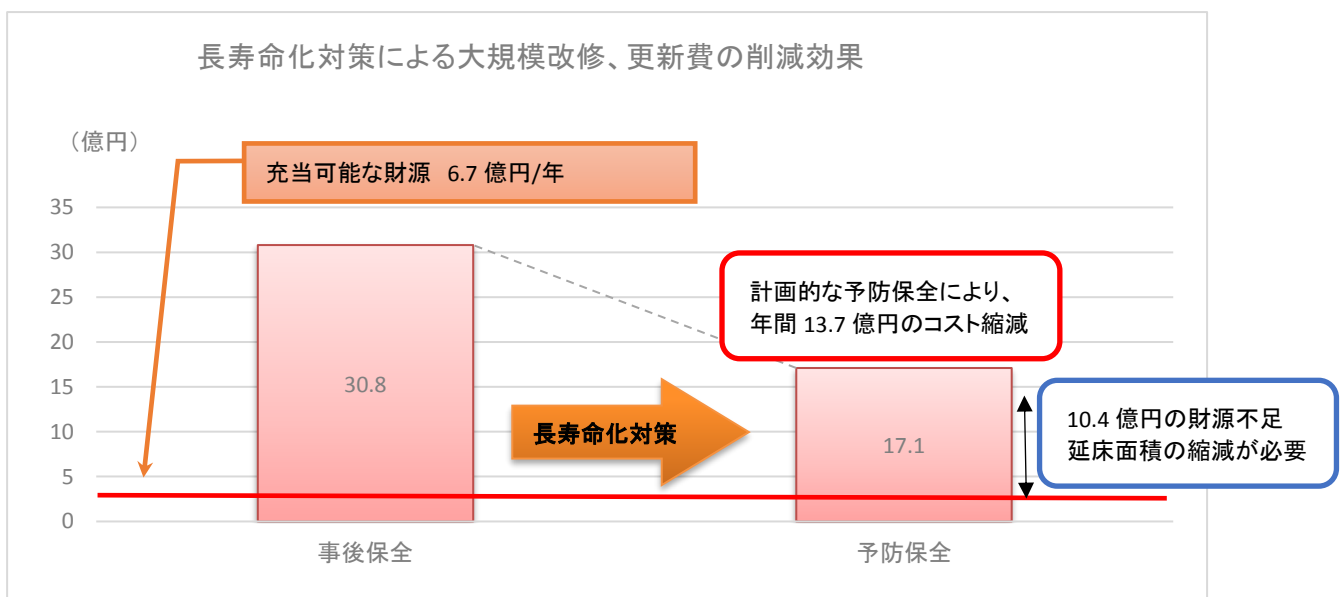 長寿命化対策による大規模改修、更新費の削減効果
（億円）
充当可能な財源 6.7 億円/年
35
30
25
20
15
10
5
0
30.8
長寿命化対策
計画的な予防保全により、
年間 13.7 億円のコスト縮減
17.1
10.4 億円の財源不足
延床面積の縮減が必要
事後保全
予防保全